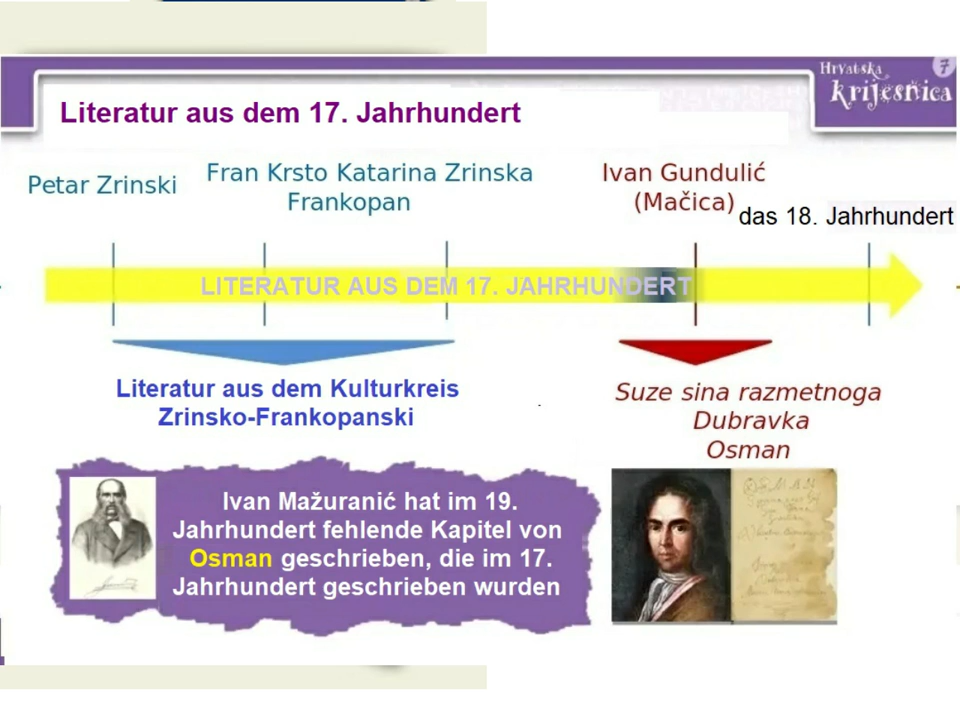 Hrvatska 7
krijesnica
Literatur aus dem 17. Jahrhundert
Petar Zrinski
Fran Krsto Katarina Zrinska
Frankopan
Ivan Gundulić
(Mačica)
das 18. Jahrhundert
LITERATUR AUS DEM 17. JAHRHUNDERT
Literatur aus dem Kulturkreis
Zrinsko-Frankopanski
Suze sina razmetnoga
Dubravka
Osman
Ivan Mažuranić hat im 19.
Jahrhundert fehlende Kapitel von
Osman geschrieben, die im 17.
Jahrhundert geschrieben wurden